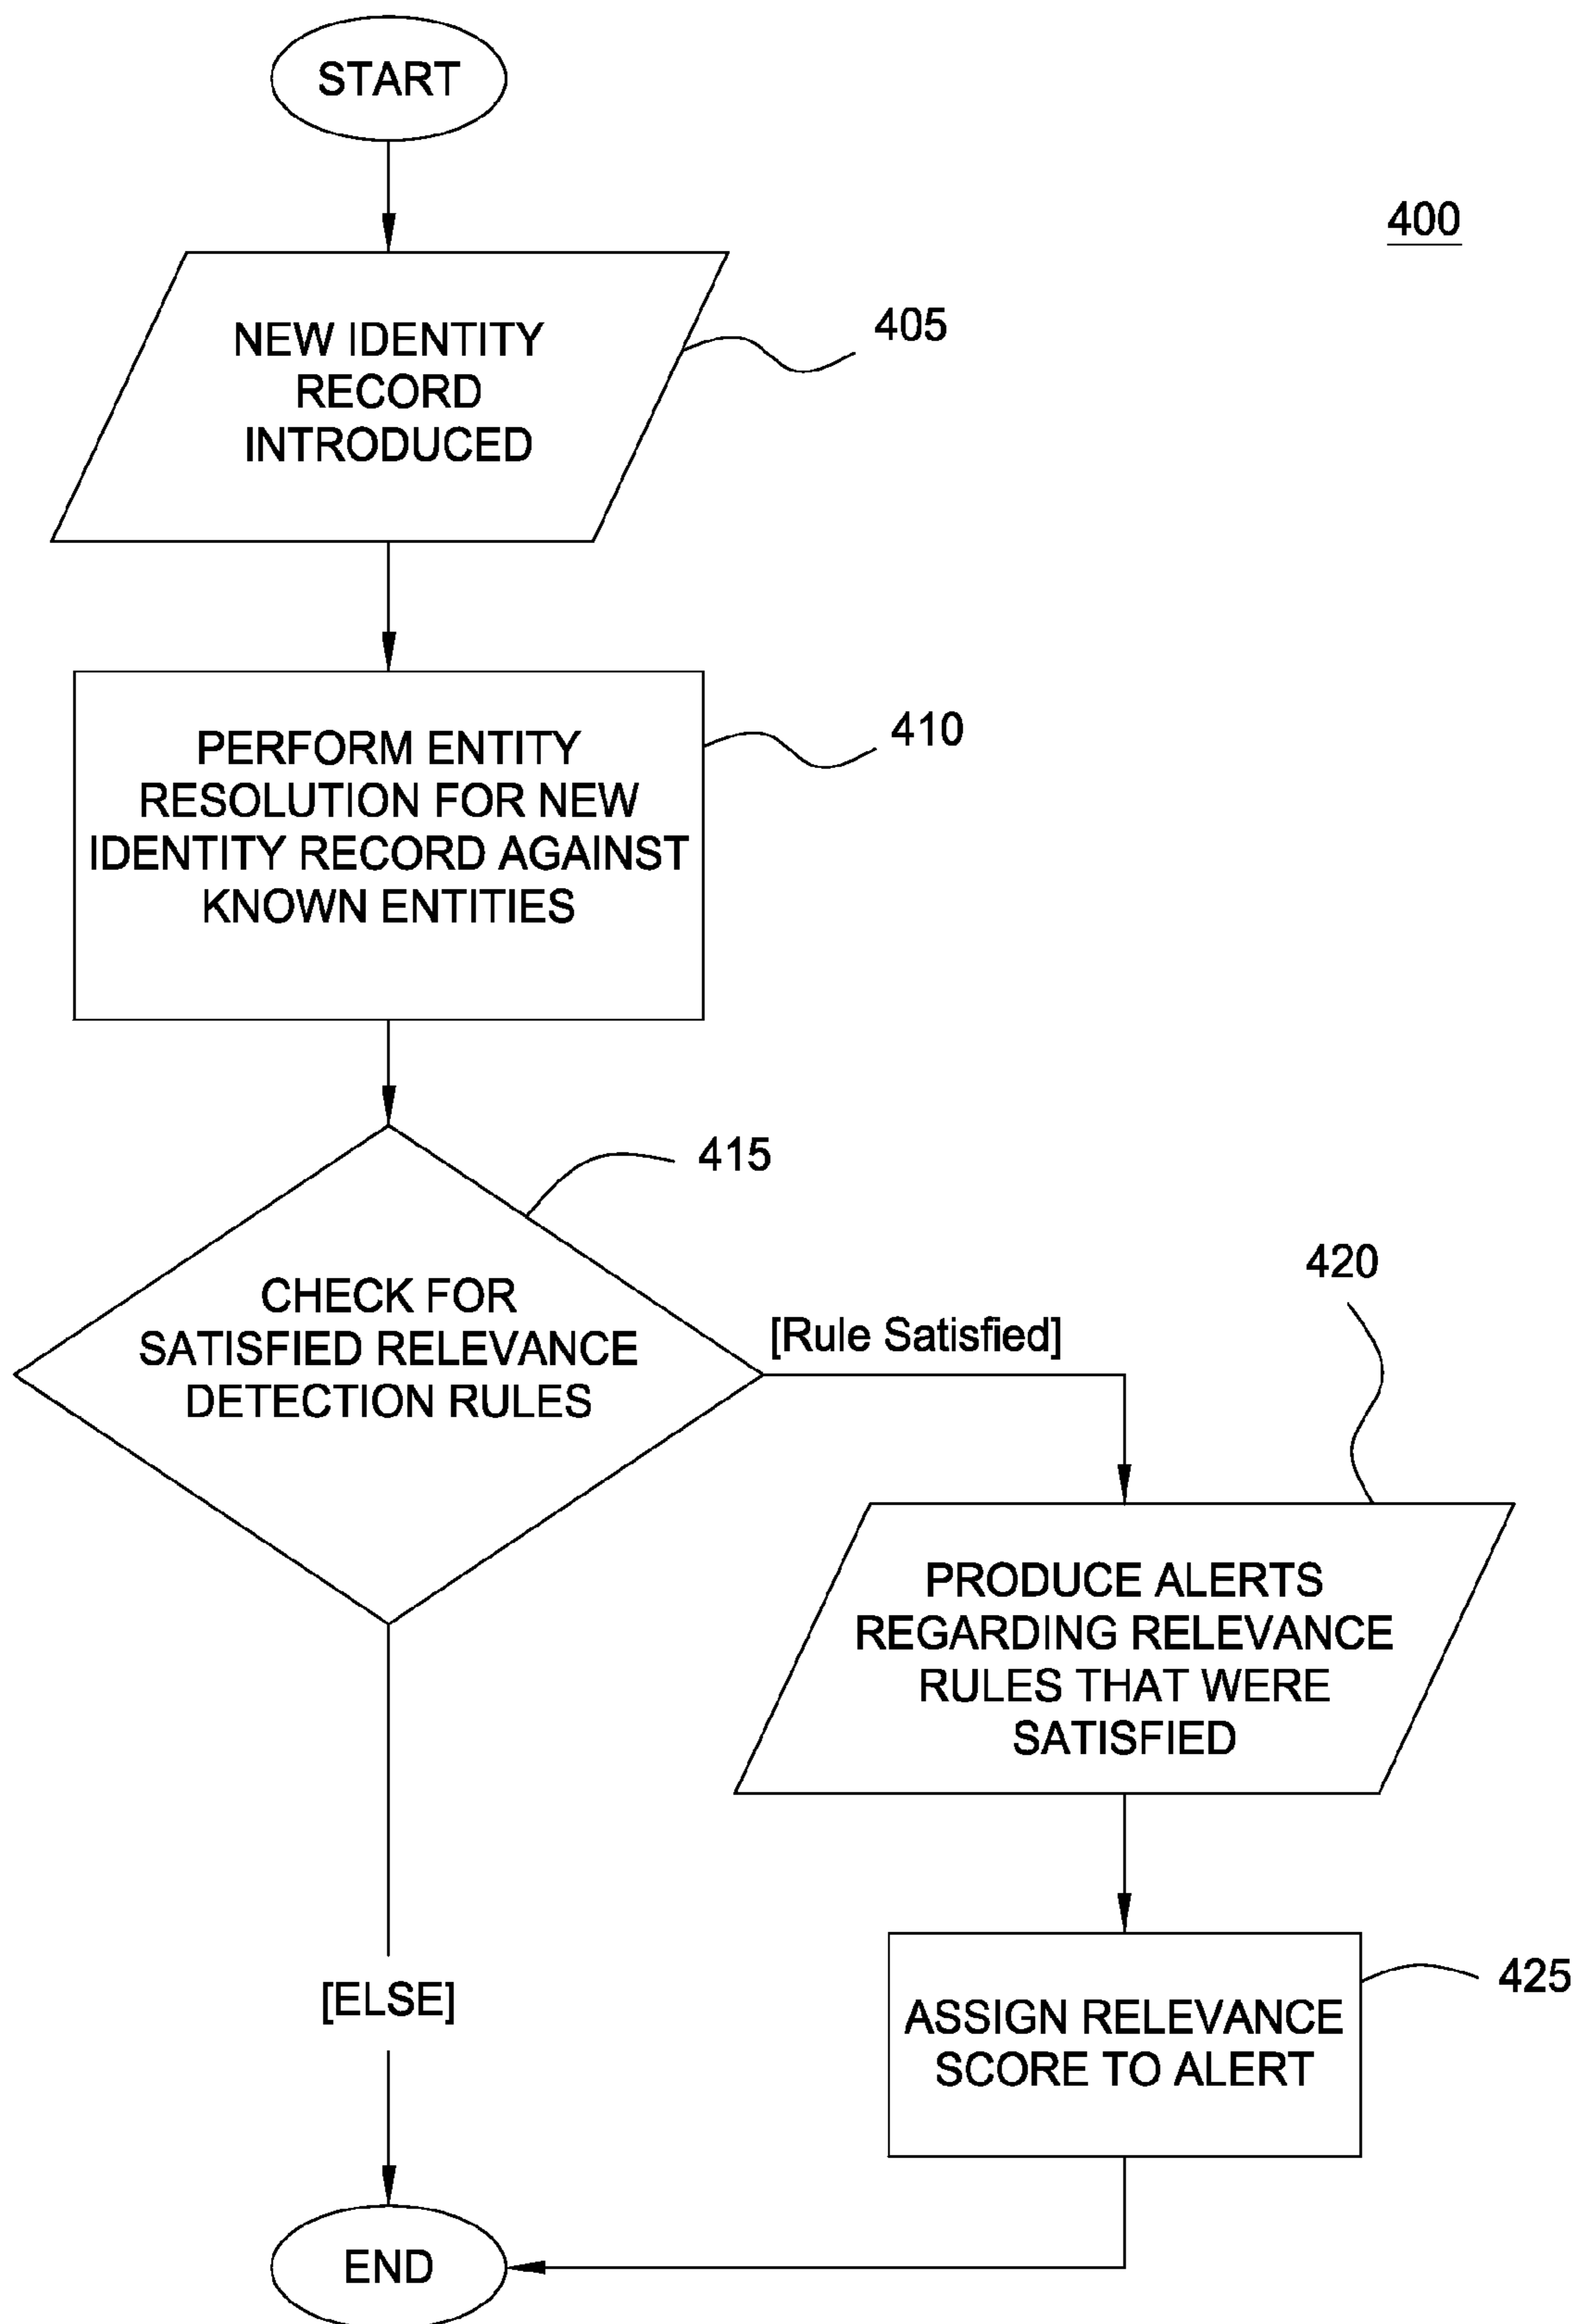 START
400
NEW IDENTITY
RECORD
INTRODUCED
405
PERFORM ENTITY
RESOLUTION FOR NEW
IDENTITY RECORD AGAINST
KNOWN ENTITIES
410
415
CHECK FOR
SATISFIED RELEVANCE
DETECTION RULES
[Rule Satisfied]
420
PRODUCE ALERTS
REGARDING RELEVANCE
RULES THAT WERE
SATISFIED
[ELSE]
ASSIGN RELEVANCE
SCORE TO ALERT
425
END